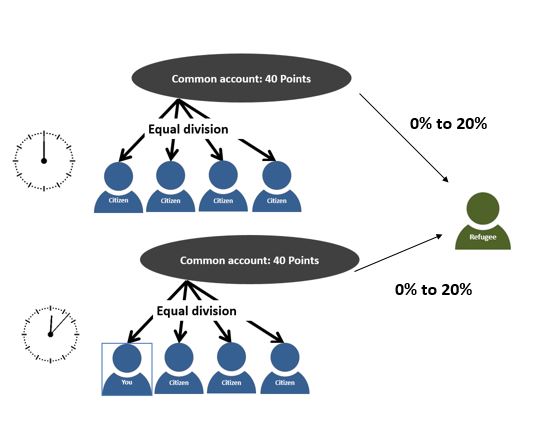 Common account: 40 Points
0% to 20%
Equal division
Citizen
Citizen
Citizen
Citizen
Refugee
Common account: 40 Points
0% to 20%
Equal division
You
Citizen
Citizen
Citizen